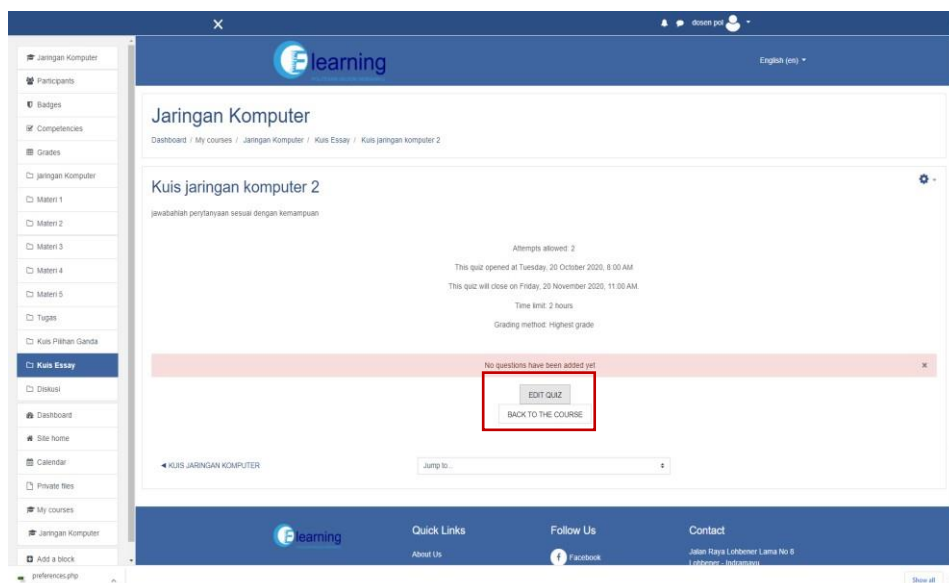 dosen pol
Elearning
English (en)
Jaringan Komputer
Participants
Badges
Competencies
Grades
jaringan Komputer
Materi 1
Materi 2
Materi 3
Materi 4
Materi 5
Tugas
Kuis Pilihan Ganda
Kuis Essay
Diskusi
Dashboard
Site home
Calendar
Private files
My courses
Jaringan Komputer
Add a block
Jaringan Komputer
Dashboard / My courses / Jaringan Komputer / Kuis Essay / Kuis jaringan komputer 2
Kuis jaringan komputer 2
jawabahlah perytanyaan sesuai dengan kemampuan
Attempts allowed: 2
This quiz opened at Tuesday, 20 October 2020, 8:00 AM
This quiz will close on Friday, 20 November 2020, 11:00 AM.
Time limit: 2 hours
Grading method: Highest grade
No questions have been added yet
EDIT QUIZ
BACK TO THE COURSE
◄ KUIS JARINGAN KOMPUTER
Jump to...
Elearning
Quick Links
About Us
Follow Us
Facebook
Contact
Jalan Raya Lohbener Lama No 8
Lohbener - Indramayu
preferences.php
Show all